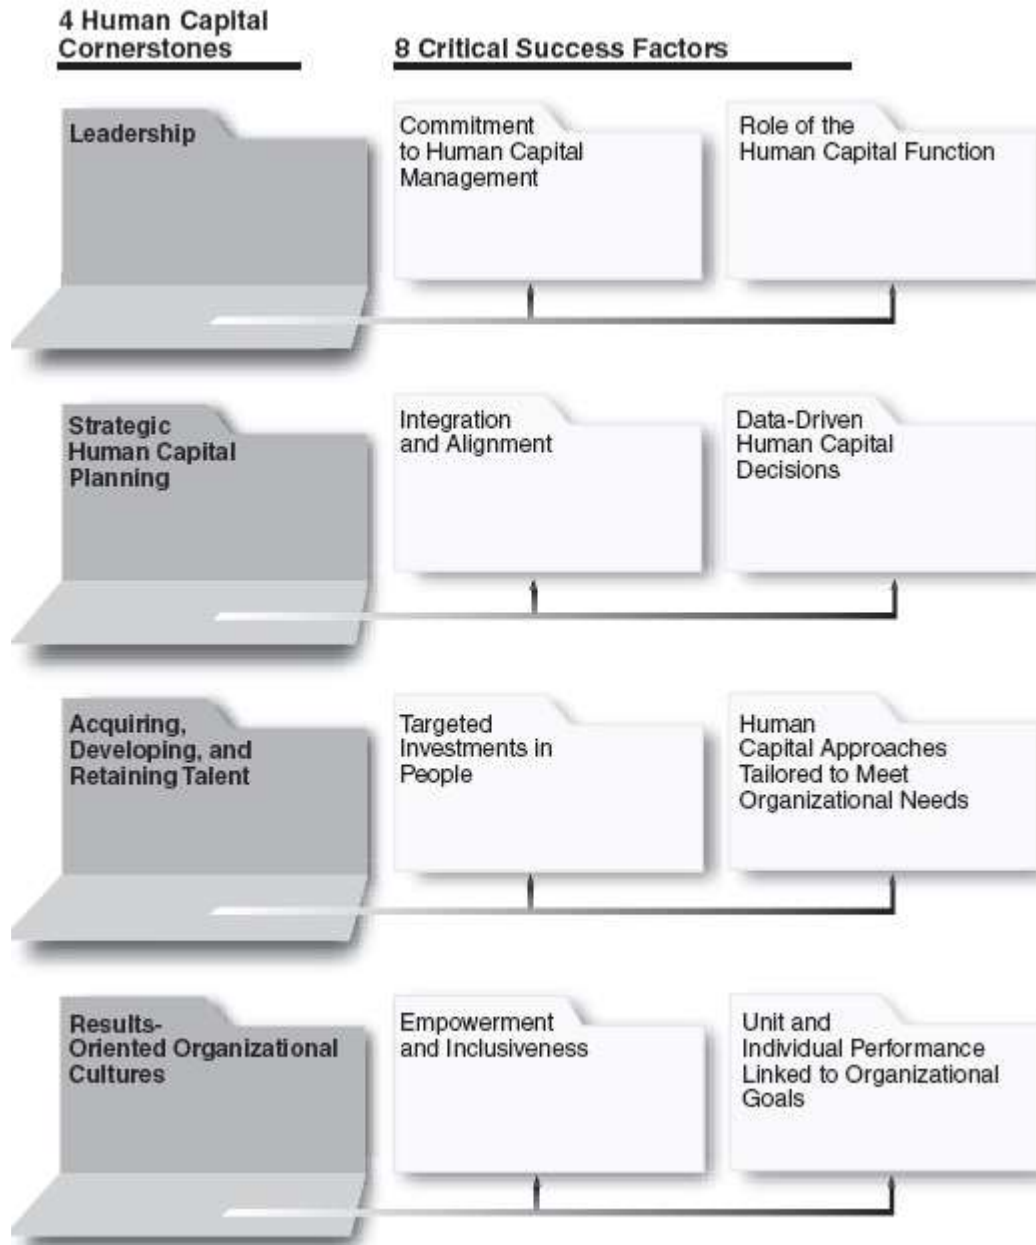 4 Human Capital
Cornerstones
8 Critical Success Factors
Leadership
Commitment
to Human Capital
Management
Role of the
Human Capital Function
Strategic
Human Capital
Planning
Integration
and Alignment
Data-Driven
Human Capital
Decisions
Acquiring,
Developing, and
Retaining Talent
Targeted
Investments in
People
Human
Capital Approaches
Tailored to Meet
Organizational Needs
Results-
Oriented Organizational
Cultures
Empowerment
and Inclusiveness
Unit and
Individual Performance
Linked to Organizational
Goals